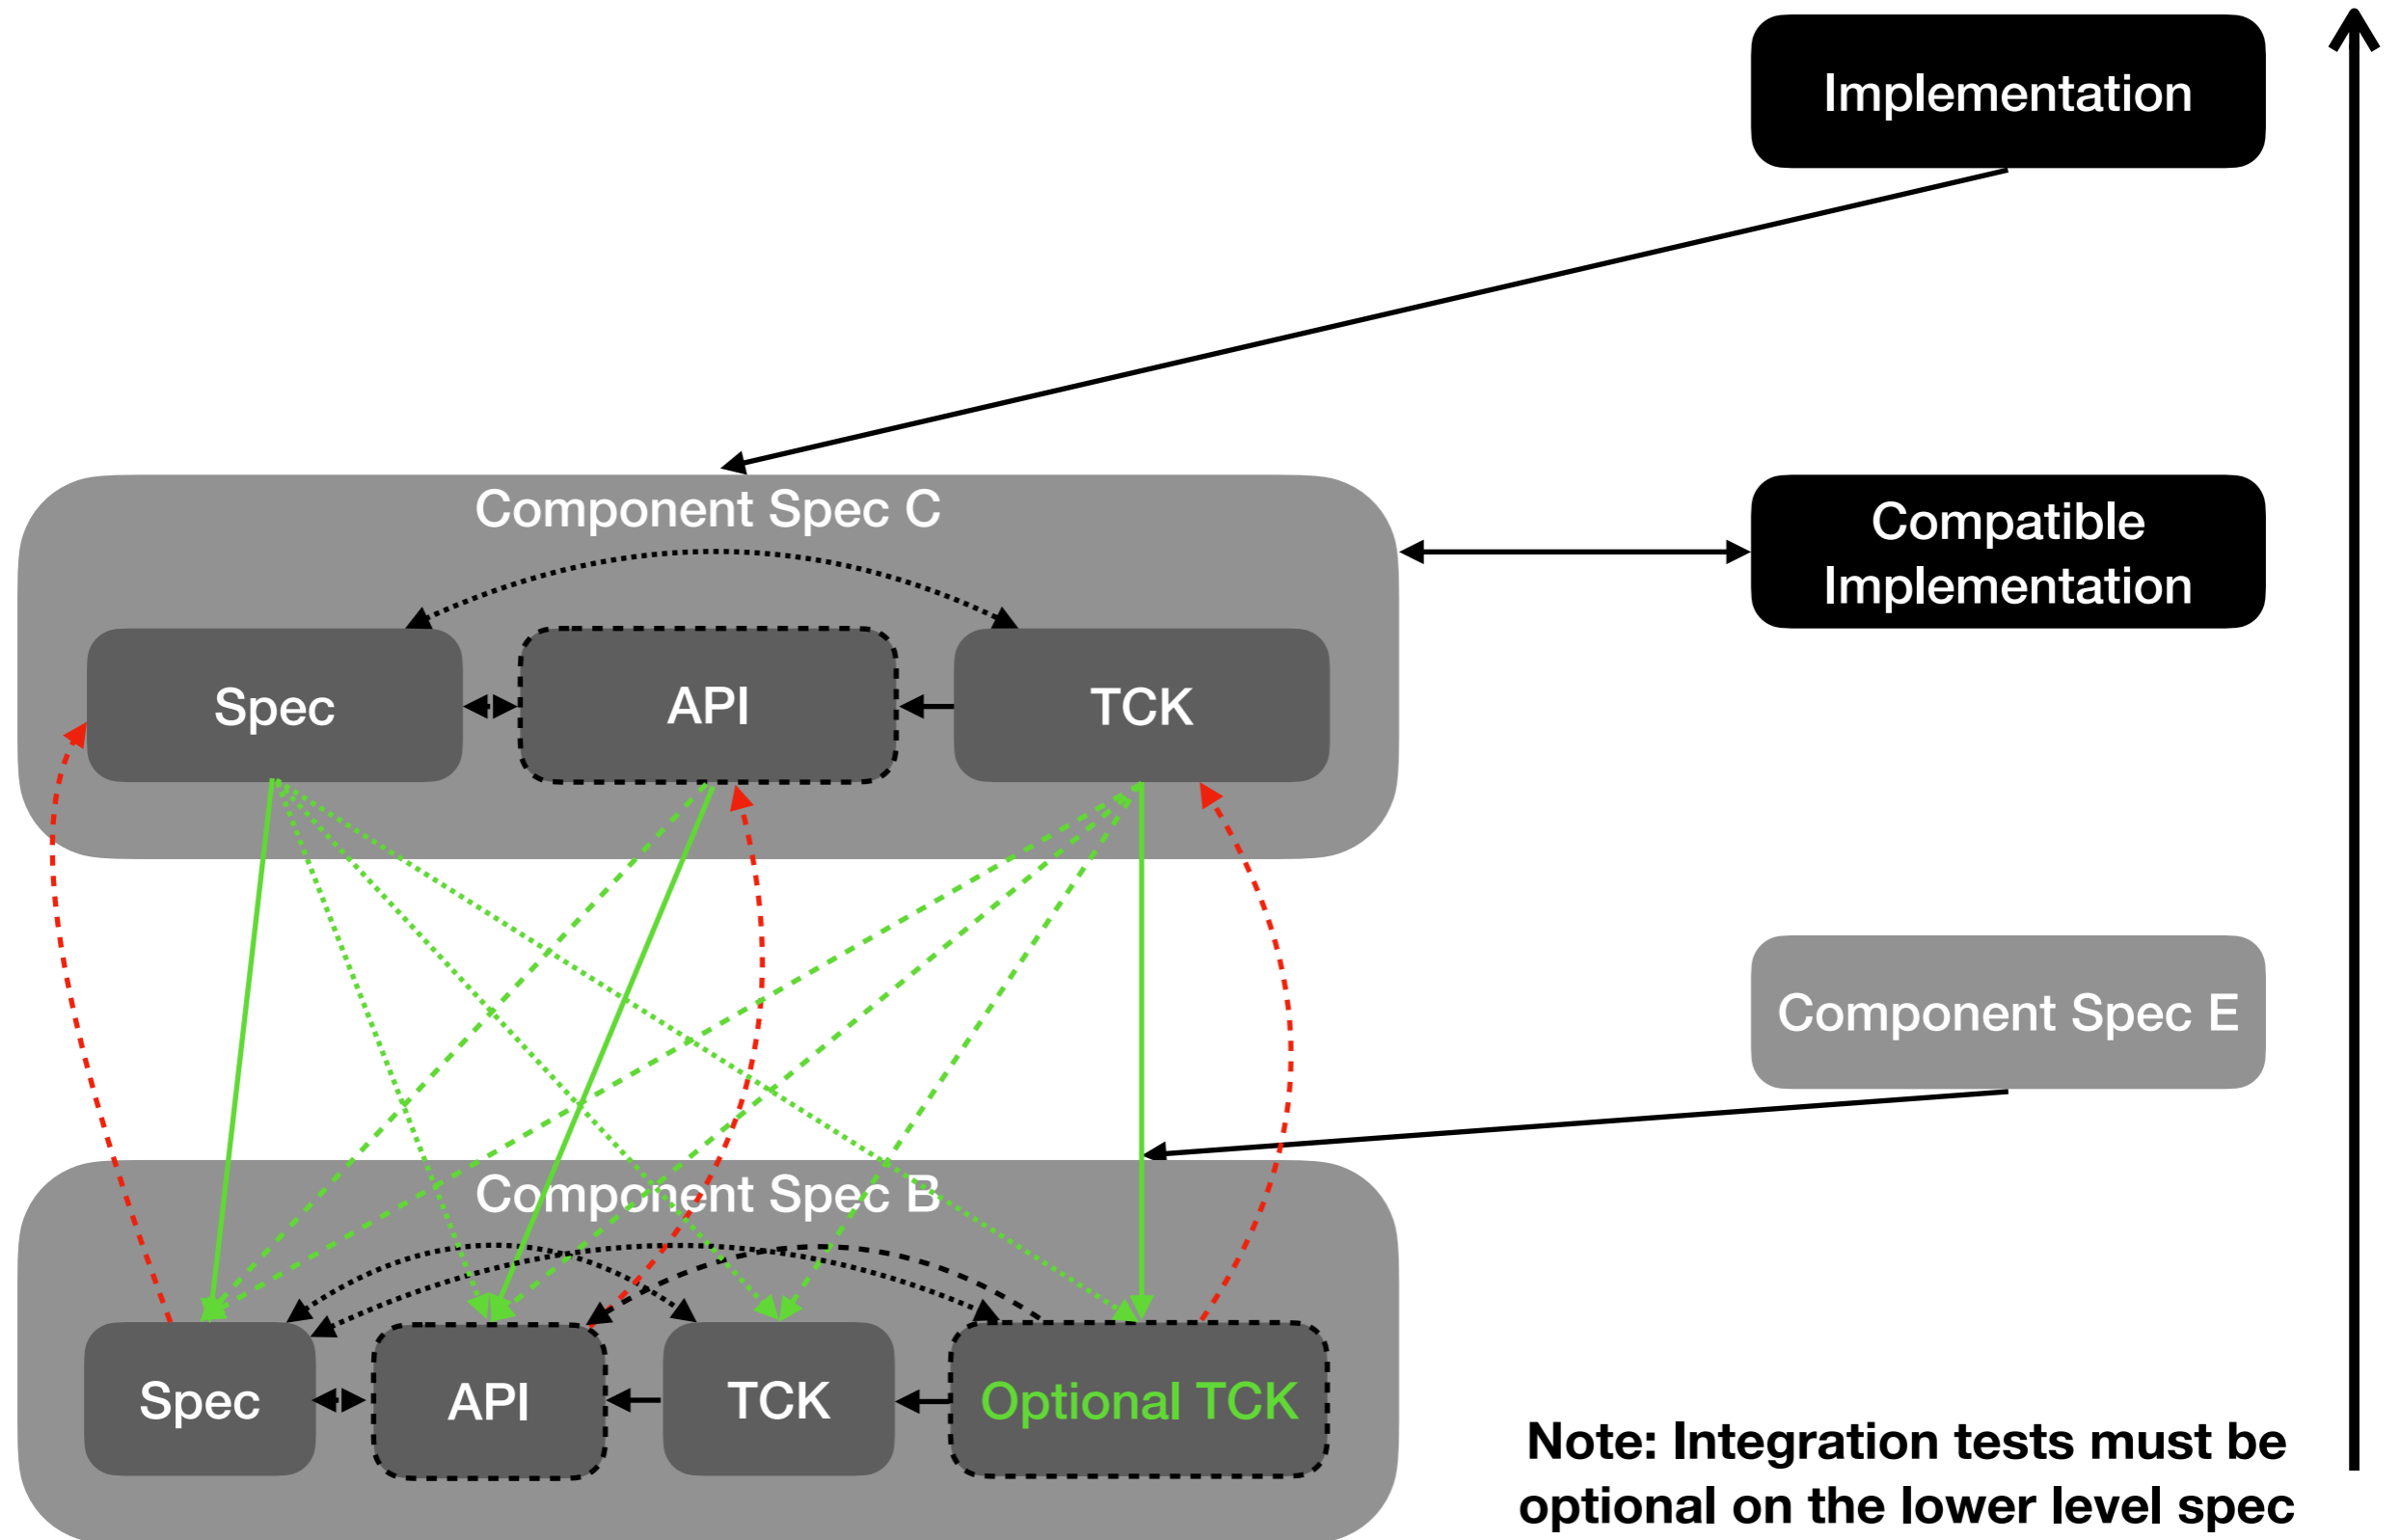 Implementation
Component Spec C
Compatible
Implementation
Spec
API
TCK
Component Spec E
Component Spec B
Spec
API
TCK
Optional TCK
Note: Integration tests must be
optional on the lower level spec